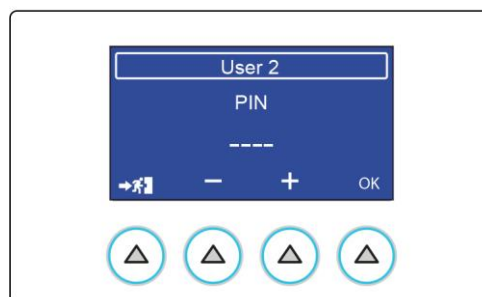 User 2
PIN
----
− + OK